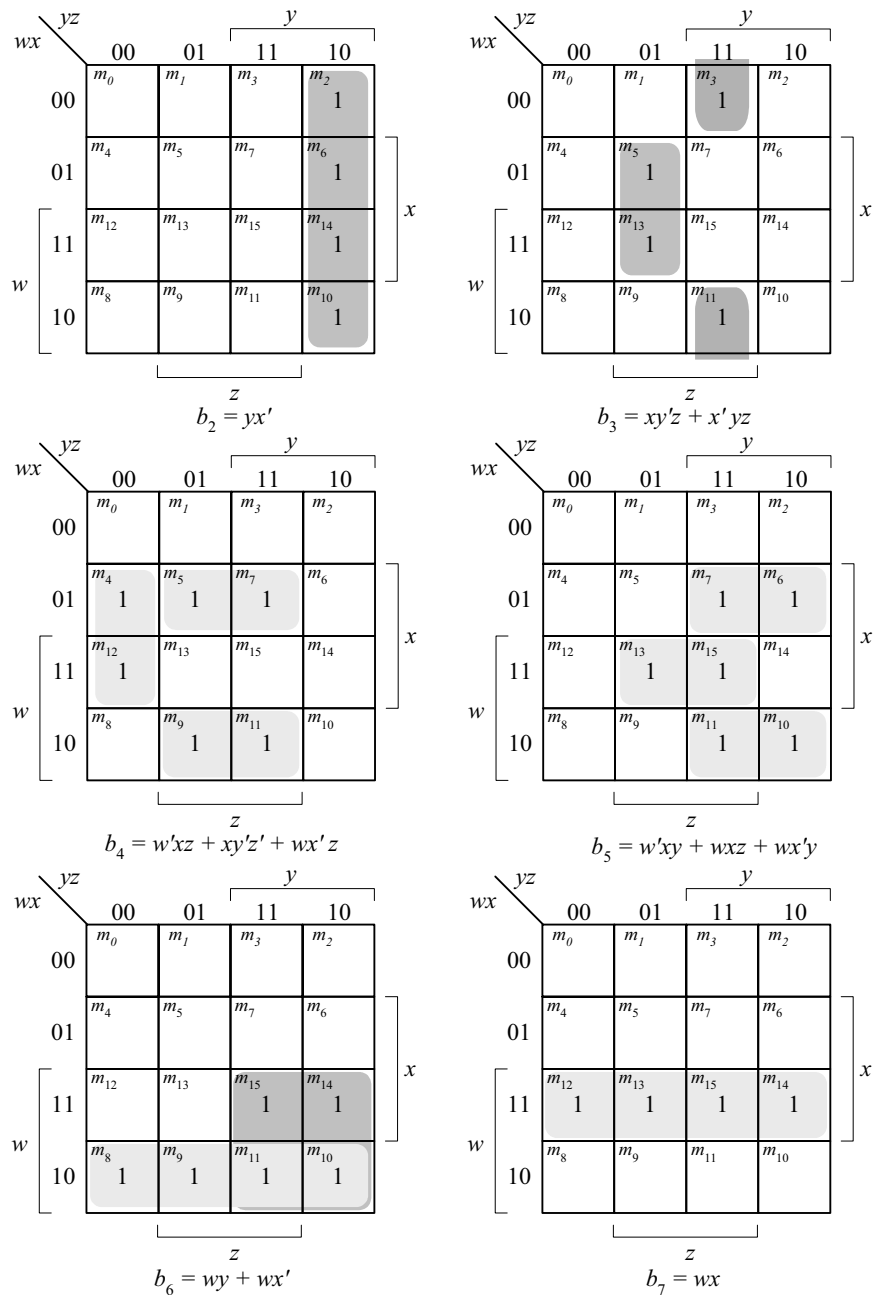 yz y yz y
wx 00 01 11 10 wx 00 01 11 10
m0 m1 m3 m2 m0 m1 m3 m2
00 1 00 1
m4 m5 m7 m6 m4 m5 m7 m6
01 1 01 1
x x
m12 m13 m15 m14 m12 m13 m15 m14
11 1 11 1
w w
m8 m9 m11 m10 m8 m9 m11 m10
10 1 10 1
z z
b2 = yx′ b3 = xy′z + x′ yz
yz y yz y
wx 00 01 11 10 wx 00 01 11 10
m0 m1 m3 m2 m0 m1 m3 m2
00 00
m4 m5 m7 m6 m4 m5 m7 m6
01 1 1 1 01 1 1
x x
m12 m13 m15 m14 m12 m13 m15 m14
11 1 11 1 1
w w
m8 m9 m11 m10 m8 m9 m11 m10
10 1 1 10 1 1
z z
b4 = w′xz + xy′z′ + wx′ z b5 = w′xy + wxz + wx′y
yz y yz y
wx 00 01 11 10 wx 00 01 11 10
m0 m1 m3 m2 m0 m1 m3 m2
00 00
m4 m5 m7 m6 m4 m5 m7 m6
01 01
x x
m12 m13 m15 m14 m12 m13 m15 m14
11 1 1 11 1 1 1 1
w w
m8 m9 m11 m10 m8 m9 m11 m10
10 1 1 1 1 10
z z
b6 = wy + wx′ b7 = wx